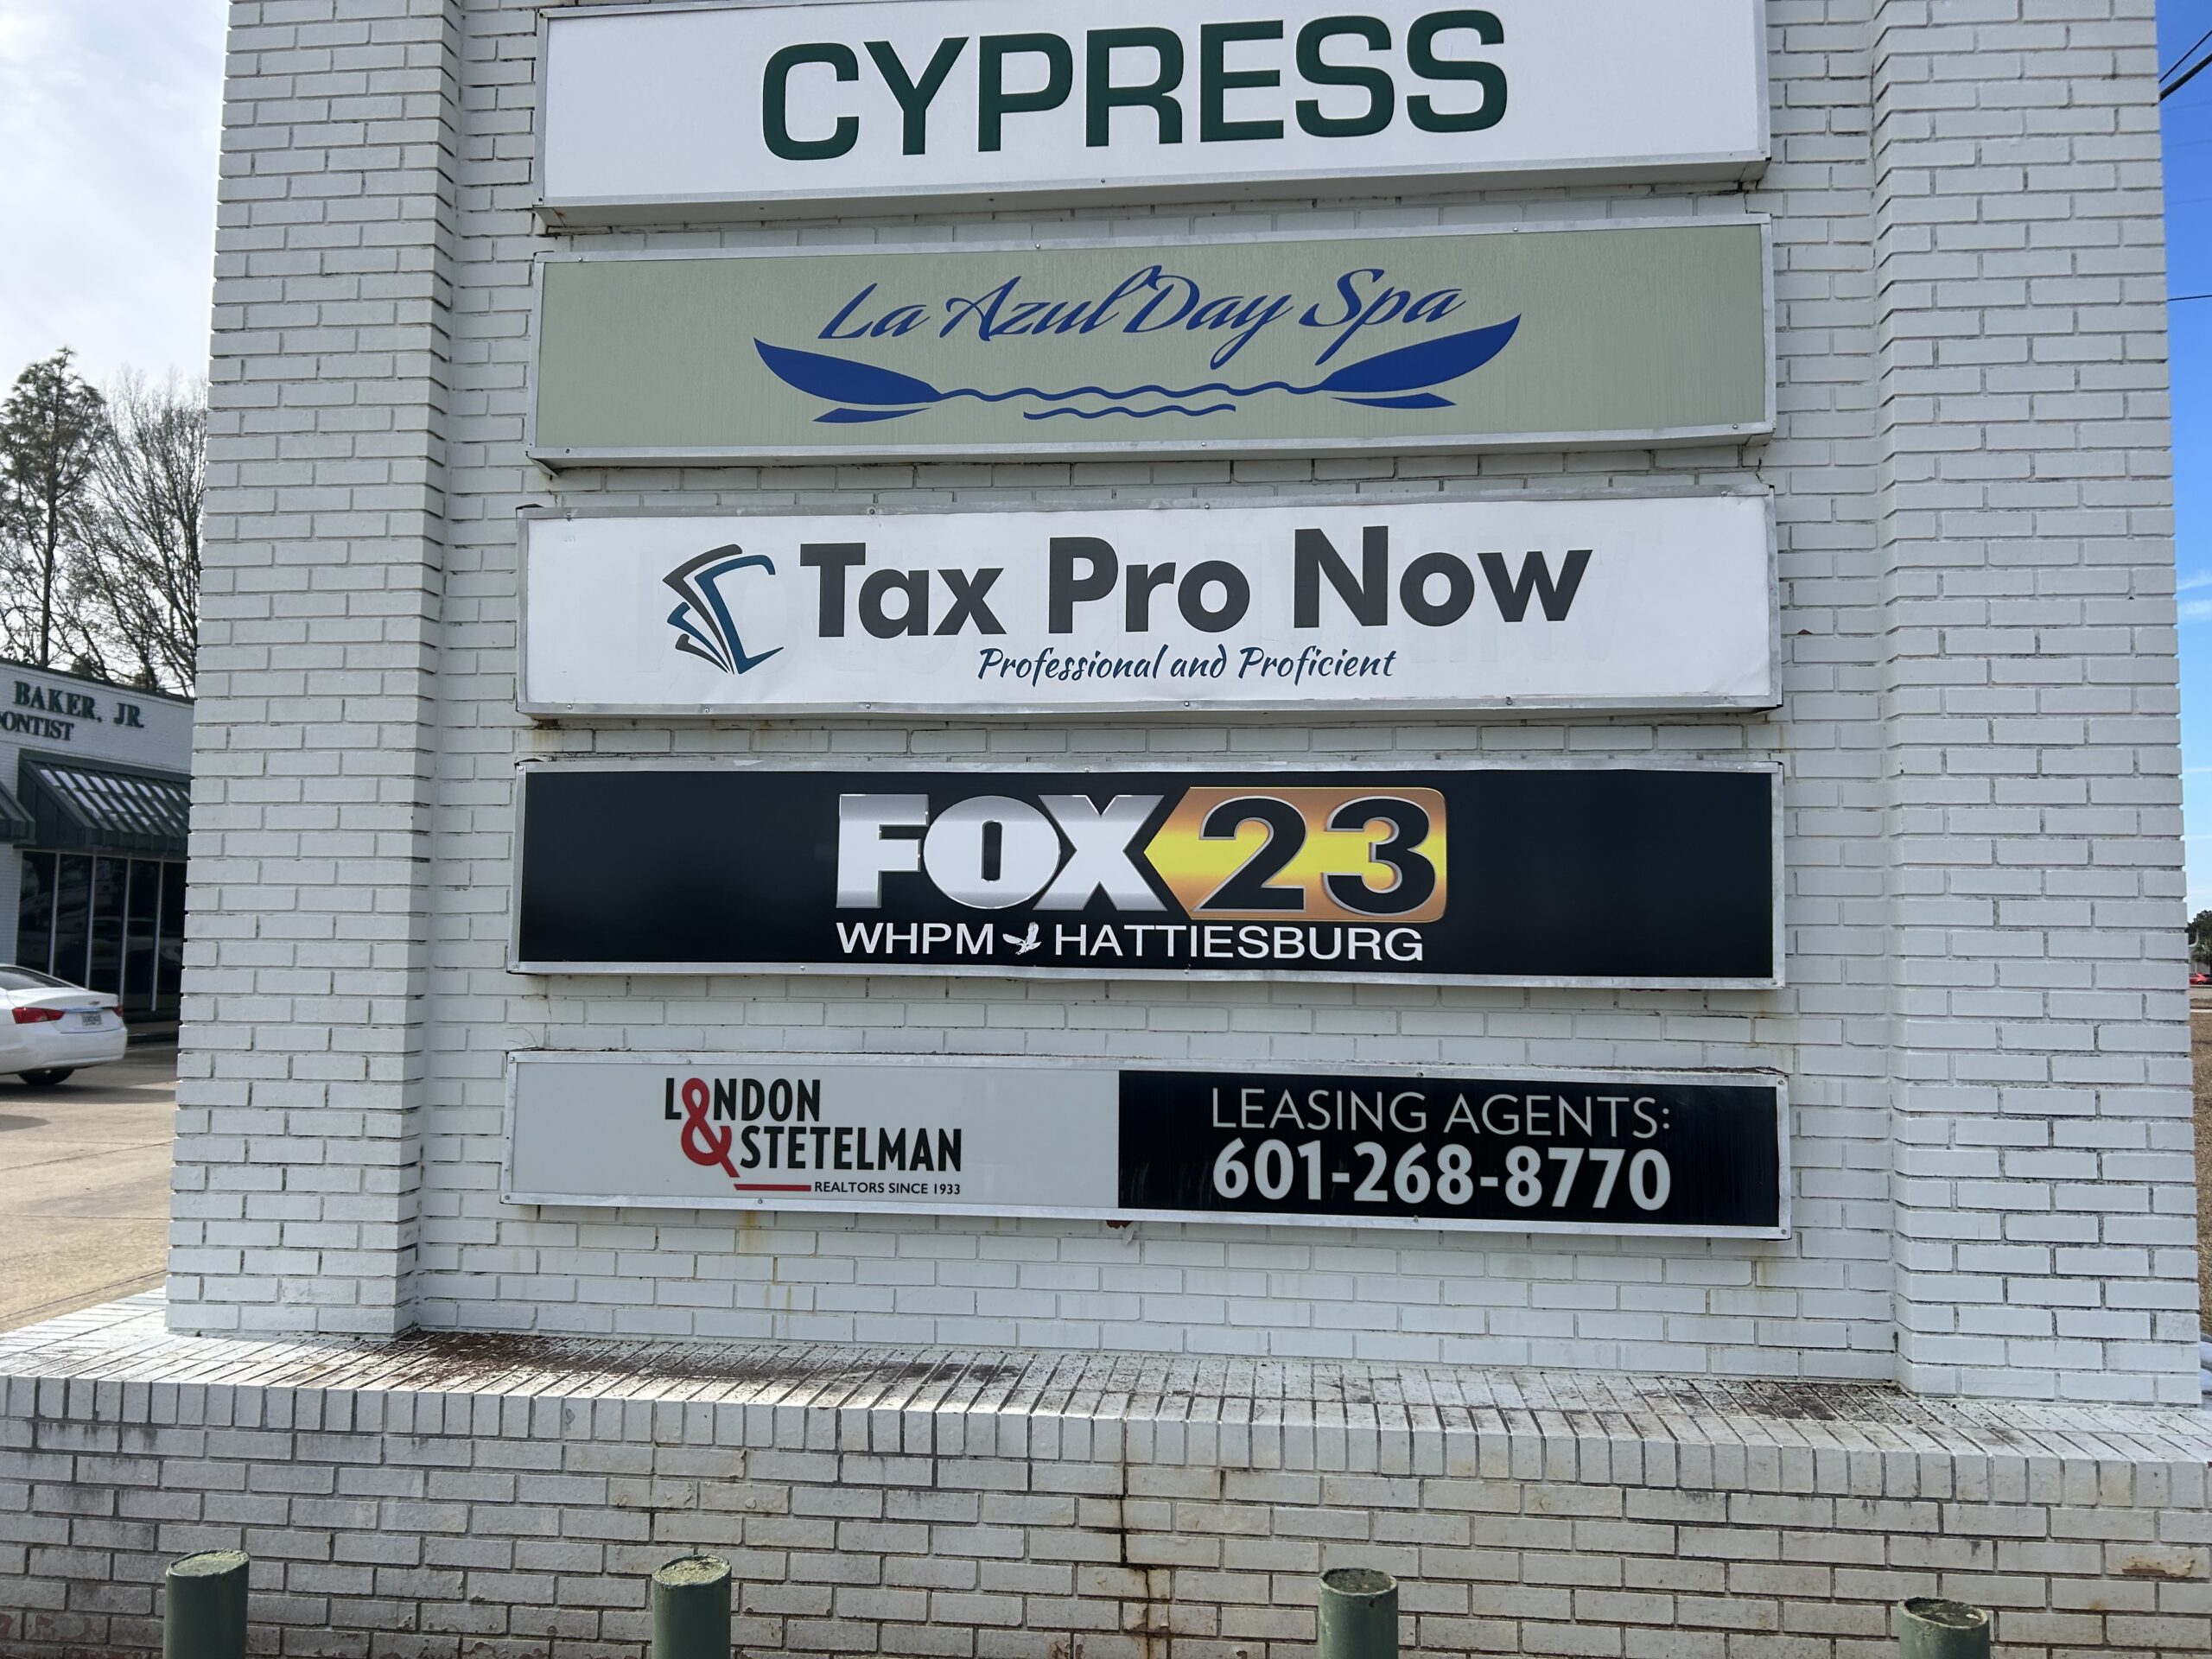 CYPRESS
La Azul Day Spa
Tax Pro Now
Professional and Proficient
FOX 23
WHPM HATTIESBURG
LONDON
&STETELMAN
REALTORS SINCE 1933
LEASING AGENTS:
601-268-8770
BAKER, JR.
ONTIST